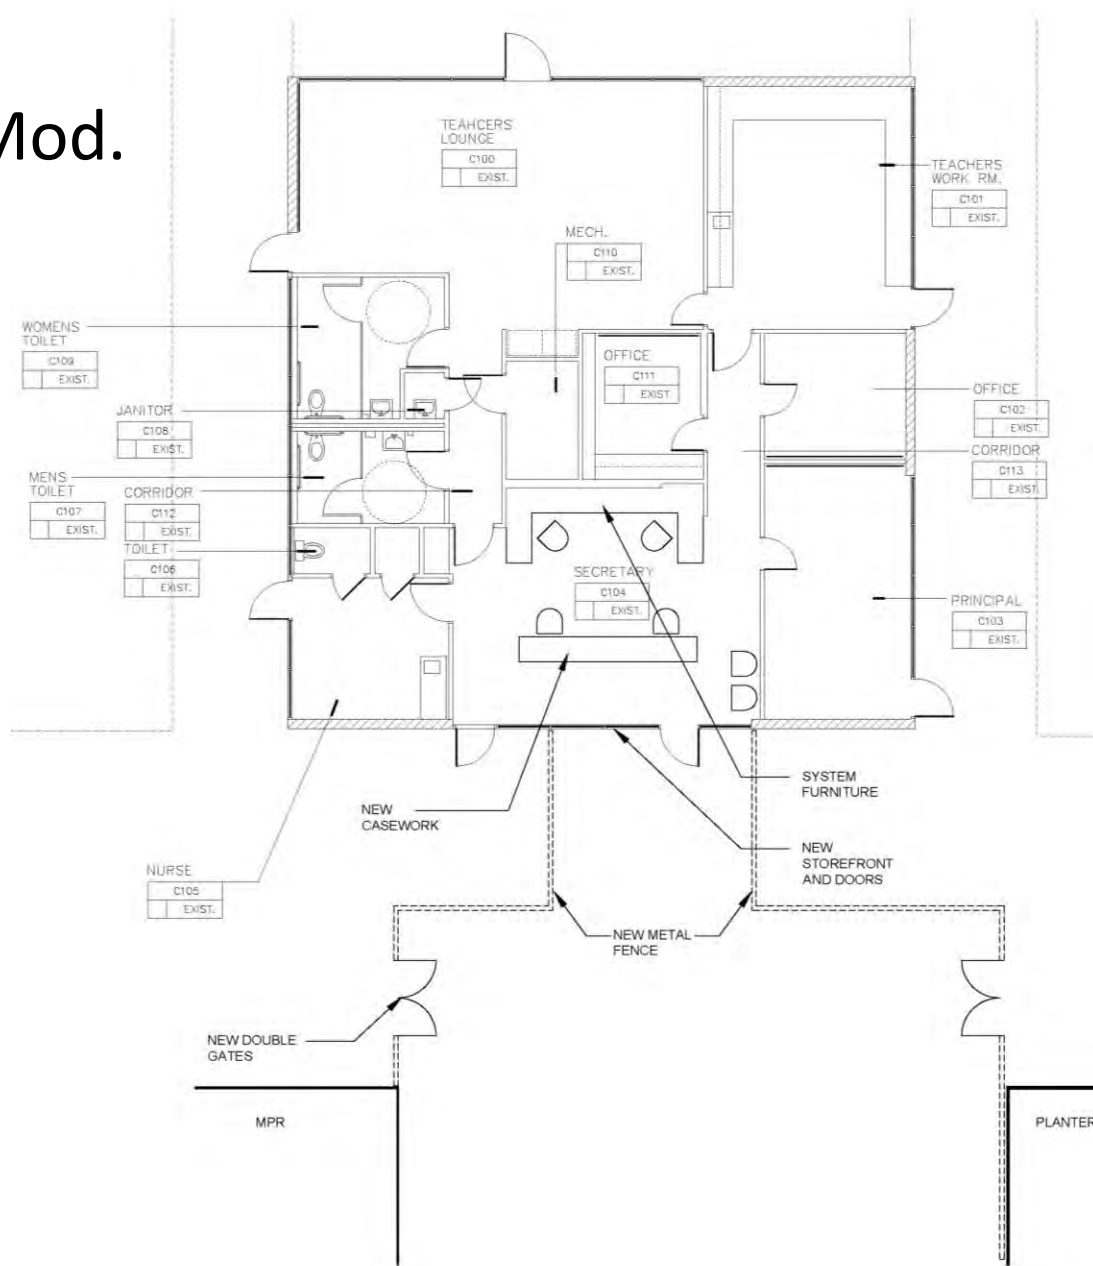 Mod.
TEAHCERS
LOUNGE
C100
EXIST.
TEACHERS
WORK RM.
C101
EXIST.
MECH.
C110
EXIST.
WOMENS
TOILET
C109
EXIST.
OFFICE
C111
EXIST
OFFICE
C102
EXIST.
JANITOR
C108
EXIST.
CORRIDOR
C113
EXIST.
MENS
TOILET
C107
EXIST.
CORRIDOR
C112
EXIST.
TOILET
C106
EXIST.
SECRETARY
C104
EXIST.
PRINCIPAL
C103
EXIST.
SYSTEM
FURNITURE
NEW
CASEWORK
NEW
STOREFRONT
AND DOORS
NURSE
C105
EXIST.
NEW METAL
FENCE
NEW DOUBLE
GATES
MPR
PLANTER